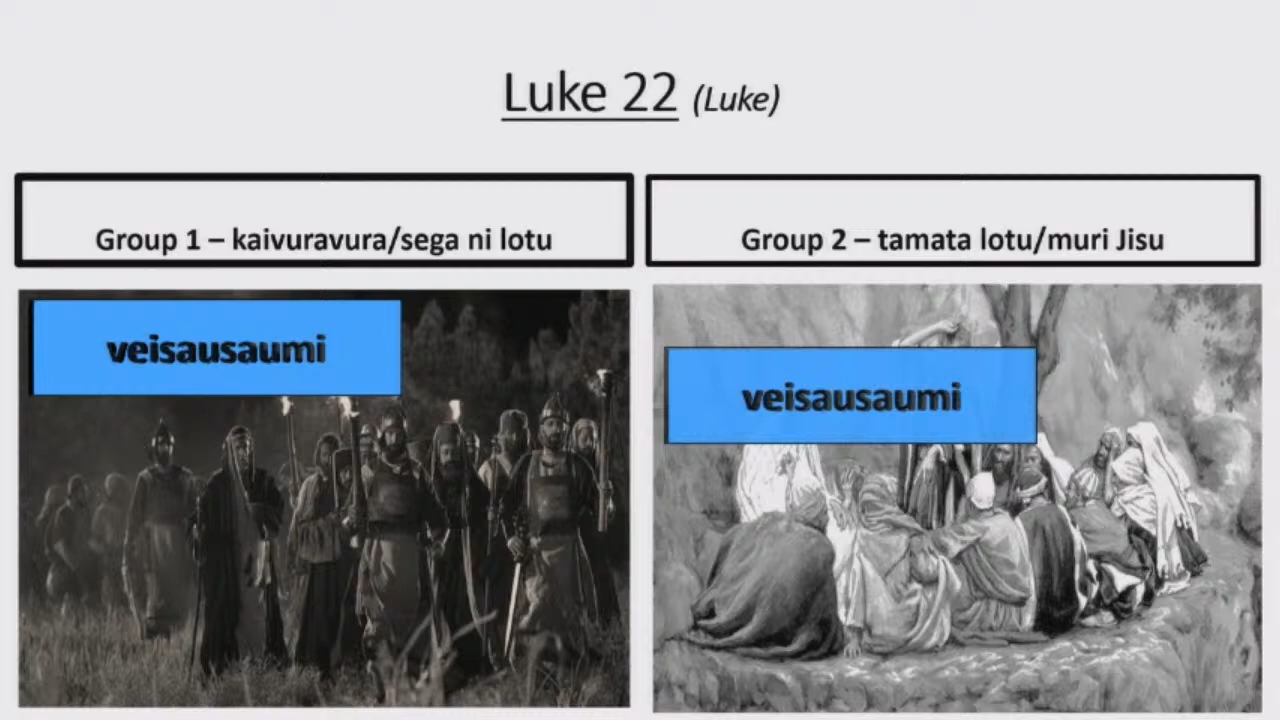 Luke 22 (Luke)
Group 1 – kaivuravura/sega ni lotu
Group 2 – tamata lotu/muri Jisu
veisausaumi
veisausaumi